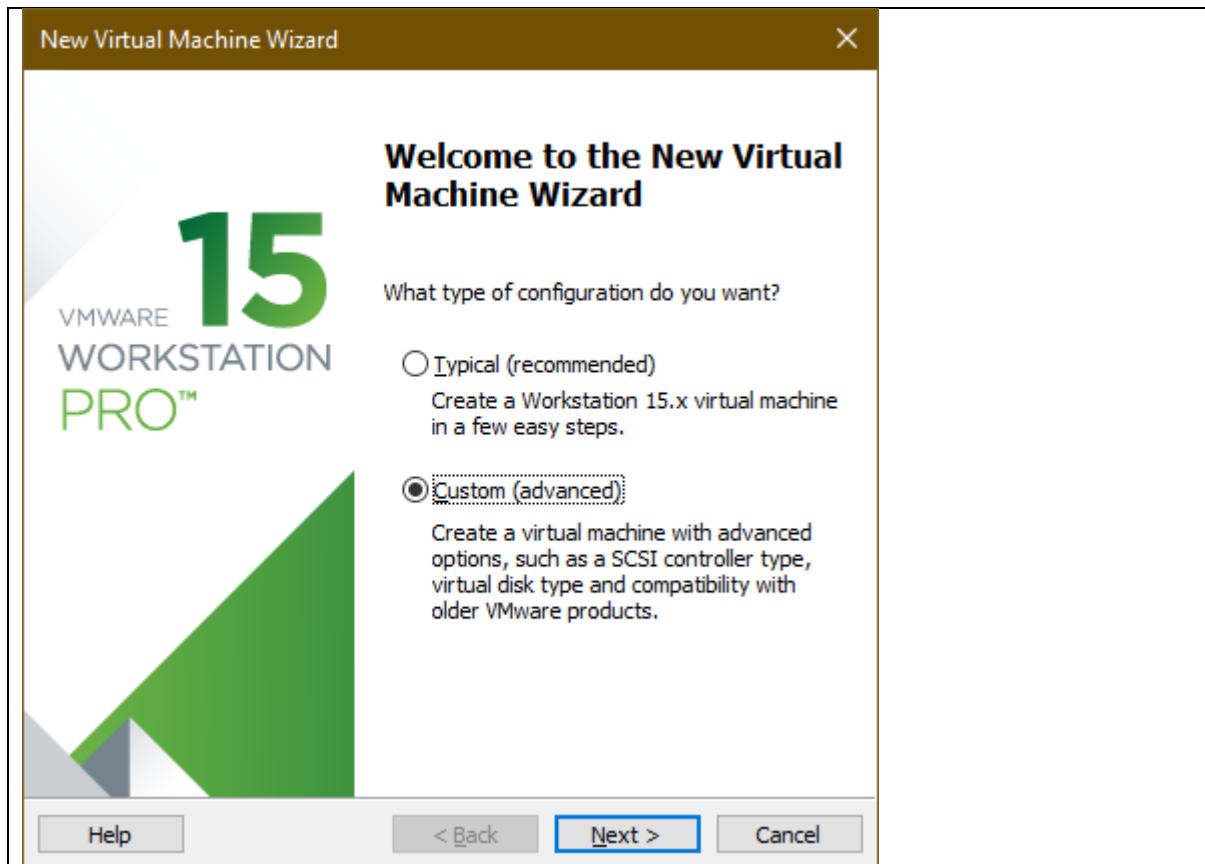 New Virtual Machine Wizard
Welcome to the New Virtual
Machine Wizard
15
VMWARE
WORKSTATION
PRO™
What type of configuration do you want?
Typical (recommended)
Create a Workstation 15.x virtual machine
in a few easy steps.
Custom (advanced)
Create a virtual machine with advanced
options, such as a SCSI controller type,
virtual disk type and compatibility with
older VMware products.
Help
< Back
Next >
Cancel